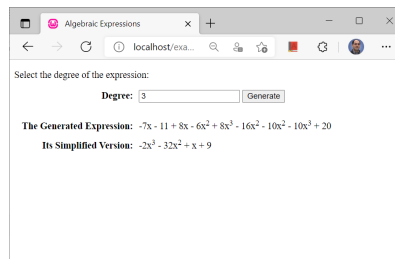 Algebraic Expressions
localhost/exa...
Select the degree of the expression:
Degree: 3 Generate
The Generated Expression: -7x - 11 + 8x - 6x² + 8x³ - 16x² - 10x² - 10x³ + 20
Its Simplified Version: -2x³ - 32x² + x + 9